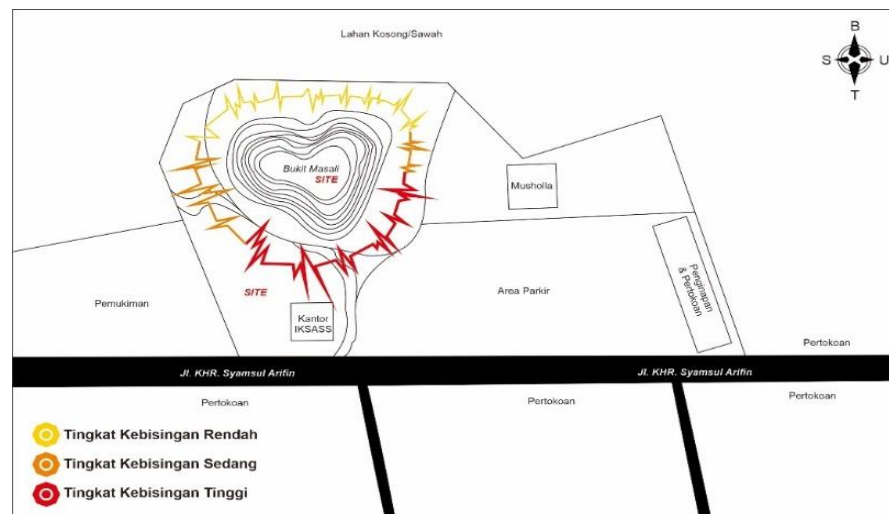 Lahan Kosong/Sawah
B
S U
T
Bukit Masali
SITE
Musholla
Penginapan
& Pertokoan
Pemukiman
SITE
Kantor
IKSASS
Area Parkir
Pertokoan
Jl. KHR. Syamsul Arifin
Jl. KHR. Syamsul Arifin
Pertokoan
Pertokoan
Pertokoan
Tingkat Kebisingan Rendah
Tingkat Kebisingan Sedang
Tingkat Kebisingan Tinggi